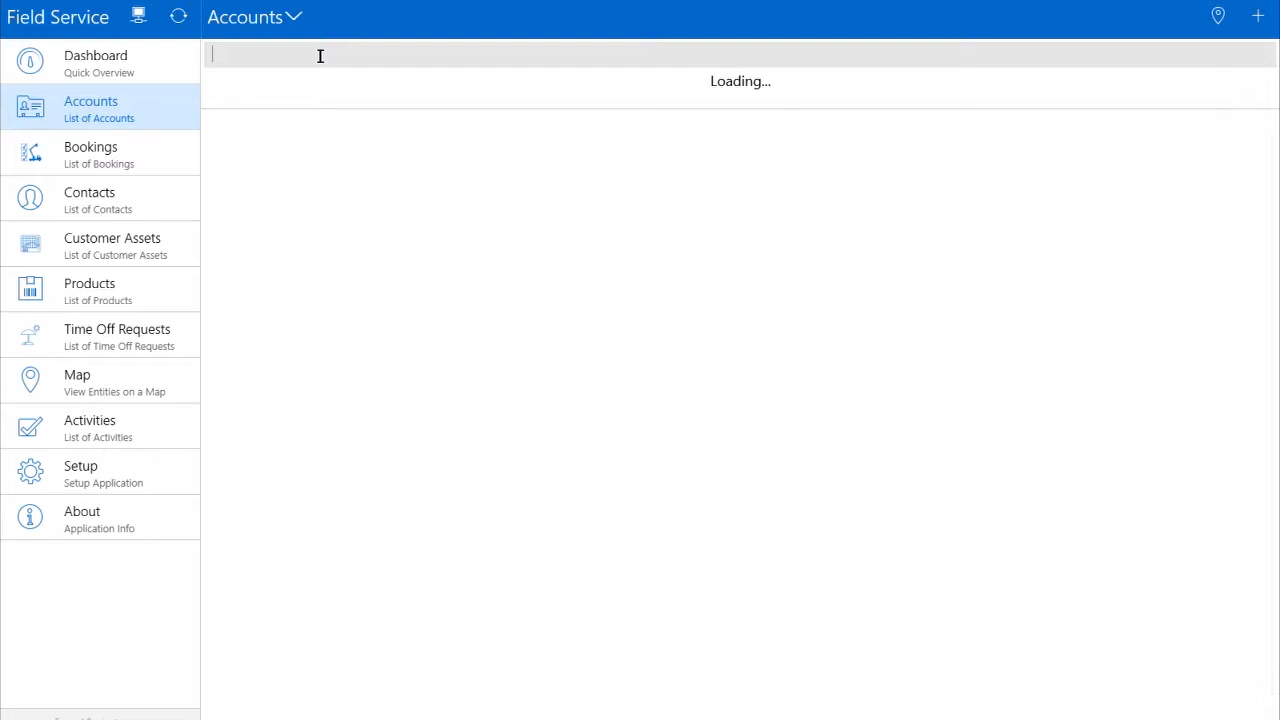 Field Service
Accounts
Loading...
Dashboard
Quick Overview
Accounts
List of Accounts
Bookings
List of Bookings
Contacts
List of Contacts
Customer Assets
List of Customer Assets
Products
List of Products
Time Off Requests
List of Time Off Requests
Map
View Entities on a Map
Activities
List of Activities
Setup
Setup Application
About
Application Info